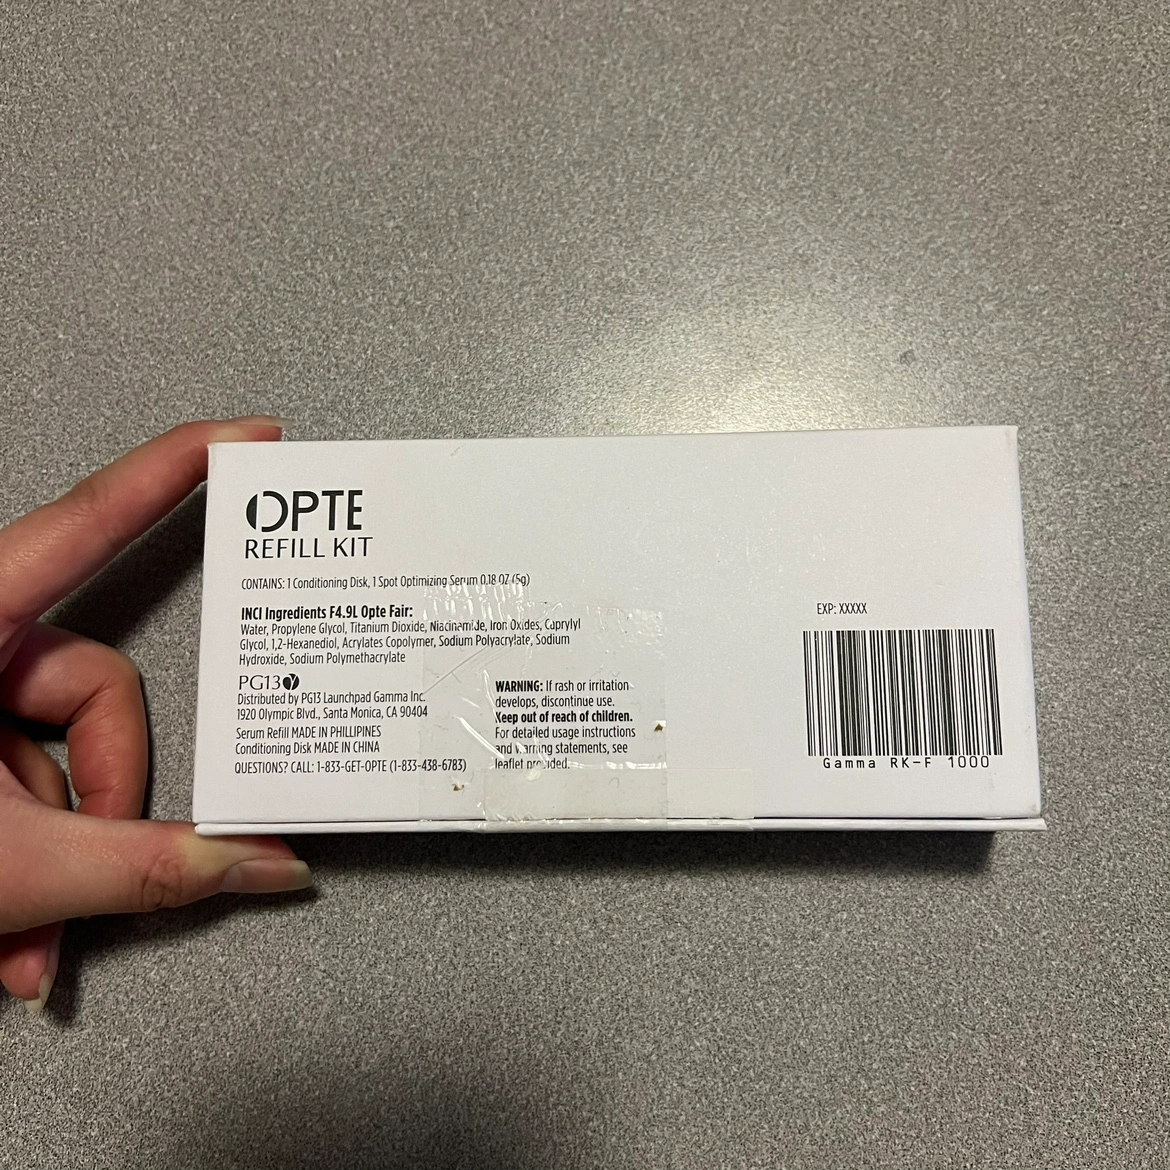 OPTE
REFILL KIT
CONTAINS: 1 Conditioning Disk, 1 Spot Optimizing Serum 0.18 OZ (5g)
INCI Ingredients F4.9L Opte Fair:
Water, Propylene Glycol, Titanium Dioxide, Niacinamide, Iron Oxides, Caprylyl
Glycol, 1,2-Hexanediol, Acrylates Copolymer, Sodium Polyacrylate, Sodium
Hydroxide, Sodium Polymethacrylate
PG13
Distributed by PG13 Launchpad Gamma Inc.
1920 Olympic Blvd., Santa Monica, CA 90404
Serum Refill MADE IN PHILLIPINES
Conditioning Disk MADE IN CHINA
QUESTIONS? CALL: 1-833-GET-OPTE (1-833-438-6783)
WARNING: If rash or irritation
develops, discontinue use.
Keep out of reach of children.
For detailed usage instructions
and warning statements, see
leaflet provided.
EXP: XXXXX
Gamma RK-F 1000